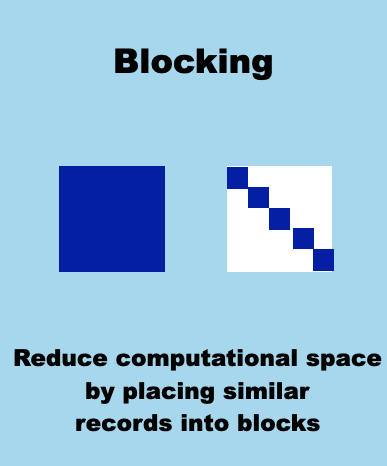 Blocking
Reduce computational space
by placing similar
records into blocks